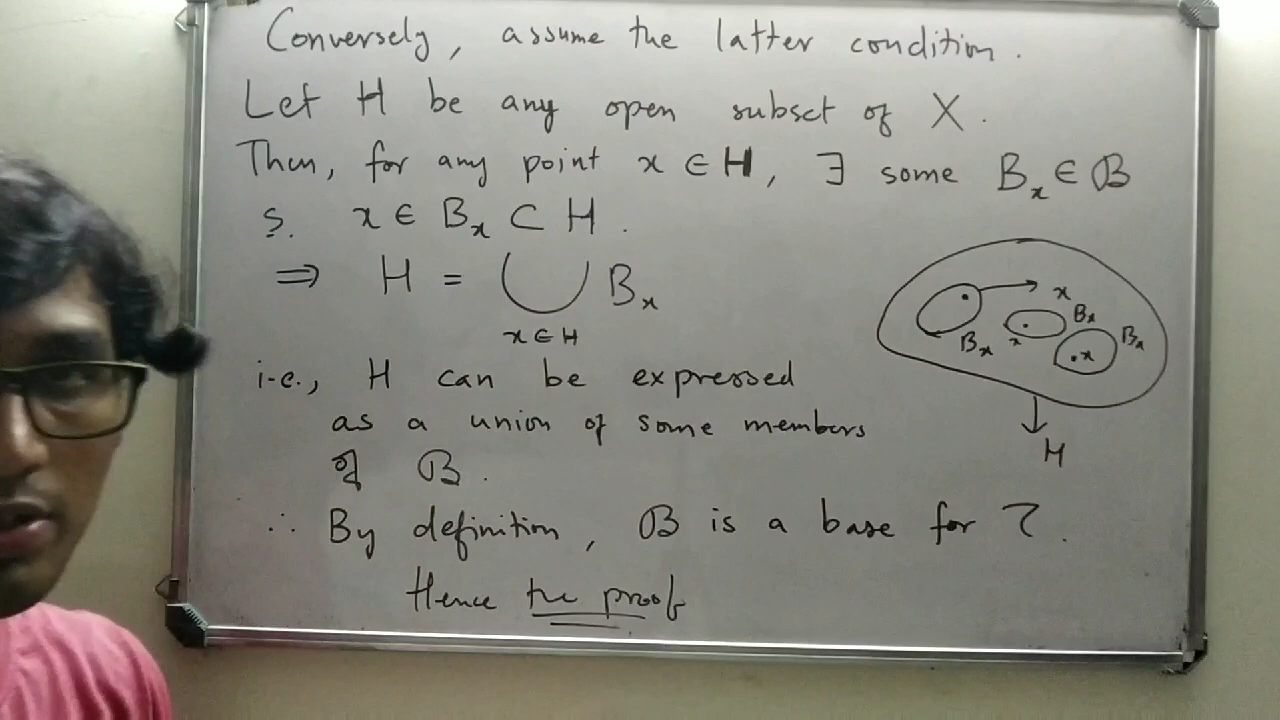 Conversely, assume the latter condition.
Let H be any open subset of X.
Then, for any point x ∈ H, ∃ some Bₓ ∈ ℬ
x ∈ Bₓ ⊂ H.
⇒ H = ⋃ Bₓ
x ∈ H
i.e., H can be expressed
as a union of some members
of ℬ.
∴ By definition, ℬ is a base for τ.
Hence the proof
x
Bₓ
x
Bₓ
x
Bₓ
H